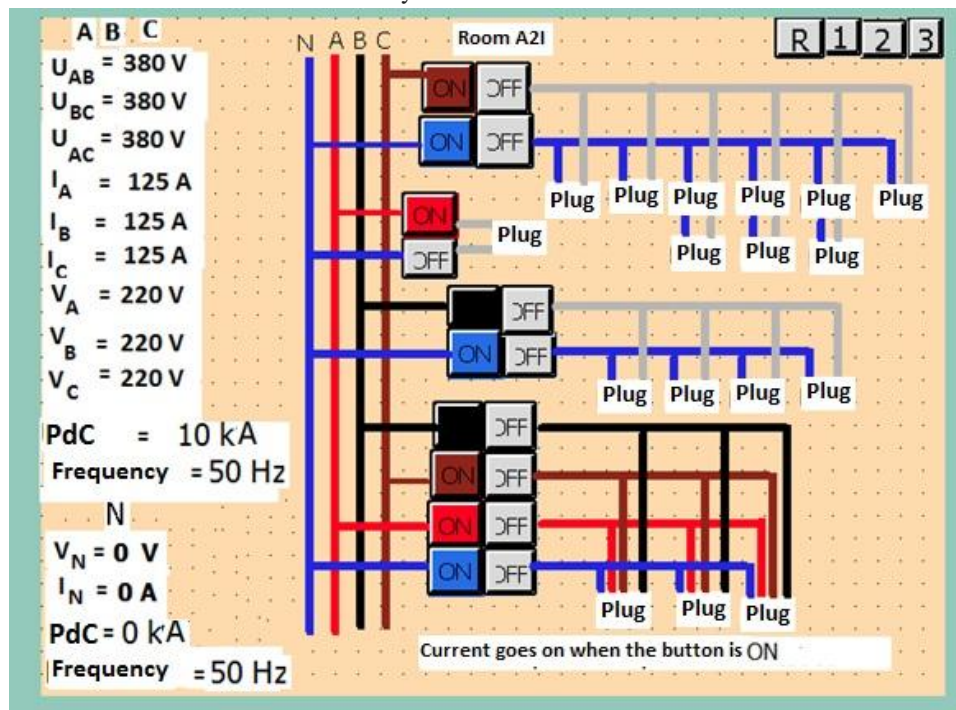 A B C
U_AB = 380 V
U_BC = 380 V
U_AC = 380 V
I_A = 125 A
I_B = 125 A
I_C = 125 A
V_A = 220 V
V_B = 220 V
V_C = 220 V
PdC = 10 kA
Frequency = 50 Hz
N
V_N = 0 V
I_N = 0 A
PdC = 0 kA
Frequency = 50 Hz
N A B C
Room A2I
R 1 2 3
ON OFF
ON OFF
Plug Plug Plug Plug Plug Plug
Plug Plug Plug
ON
OFF
Plug
OFF
ON OFF
Plug Plug Plug Plug
OFF
ON OFF
ON OFF
ON OFF
Plug Plug Plug
Current goes on when the button is ON